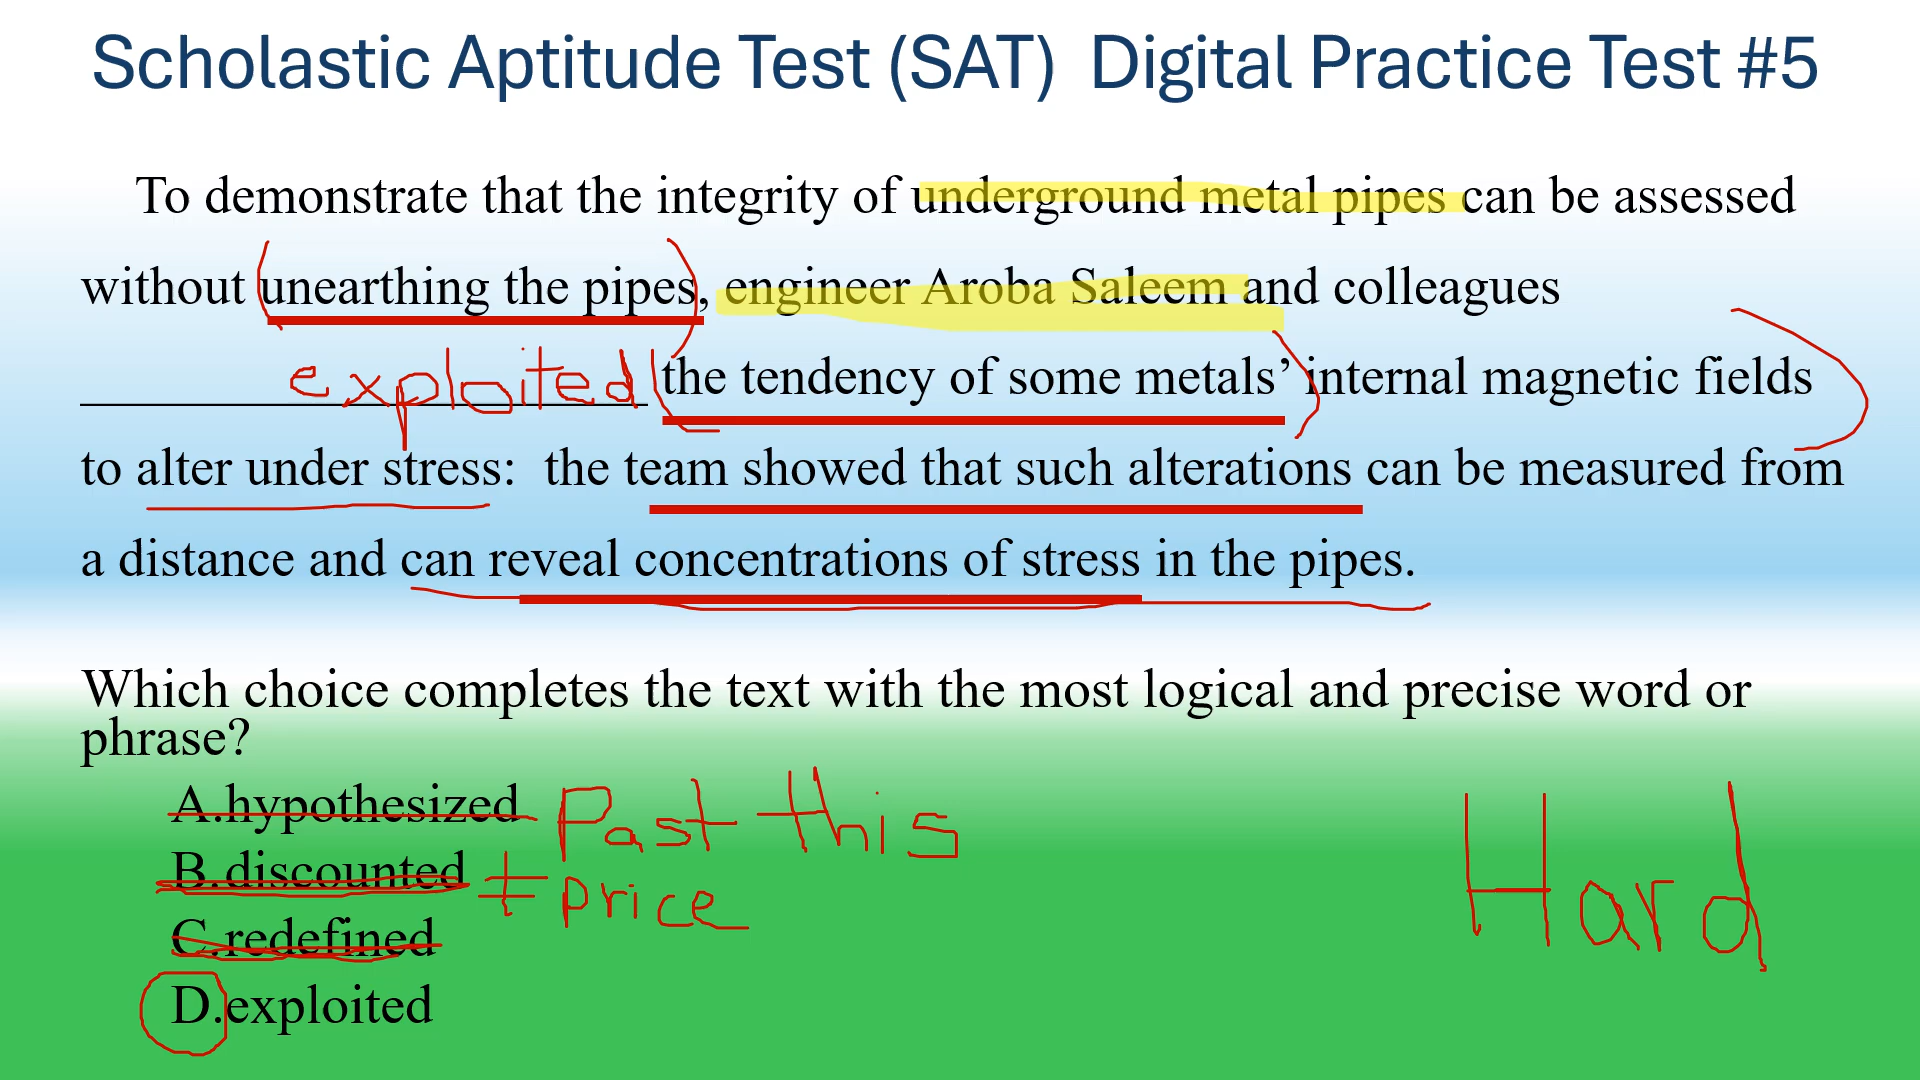 Scholastic Aptitude Test (SAT) Digital Practice Test #5
To demonstrate that the integrity of underground metal pipes can be assessed
without unearthing the pipes, engineer Aroba Saleem and colleagues
exploited the tendency of some metals’ internal magnetic fields
to alter under stress: the team showed that such alterations can be measured from
a distance and can reveal concentrations of stress in the pipes.
Which choice completes the text with the most logical and precise word or
phrase?
A.hypothesized Past this
B.discounted ≠ price
C.redefined
D.exploited
Hard